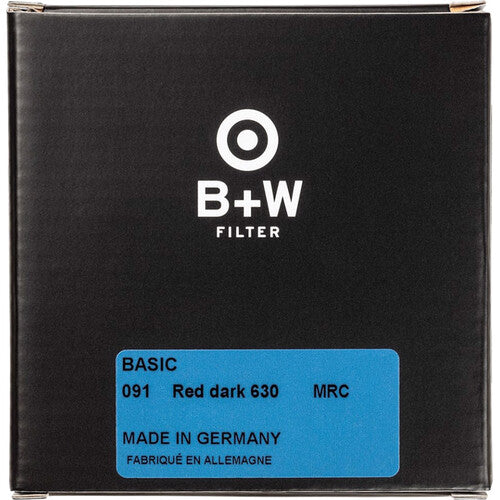 B+W
FILTER
BASIC
091 Red dark 630 MRC
MADE IN GERMANY
FABRIQUÉ EN ALLEMAGNE